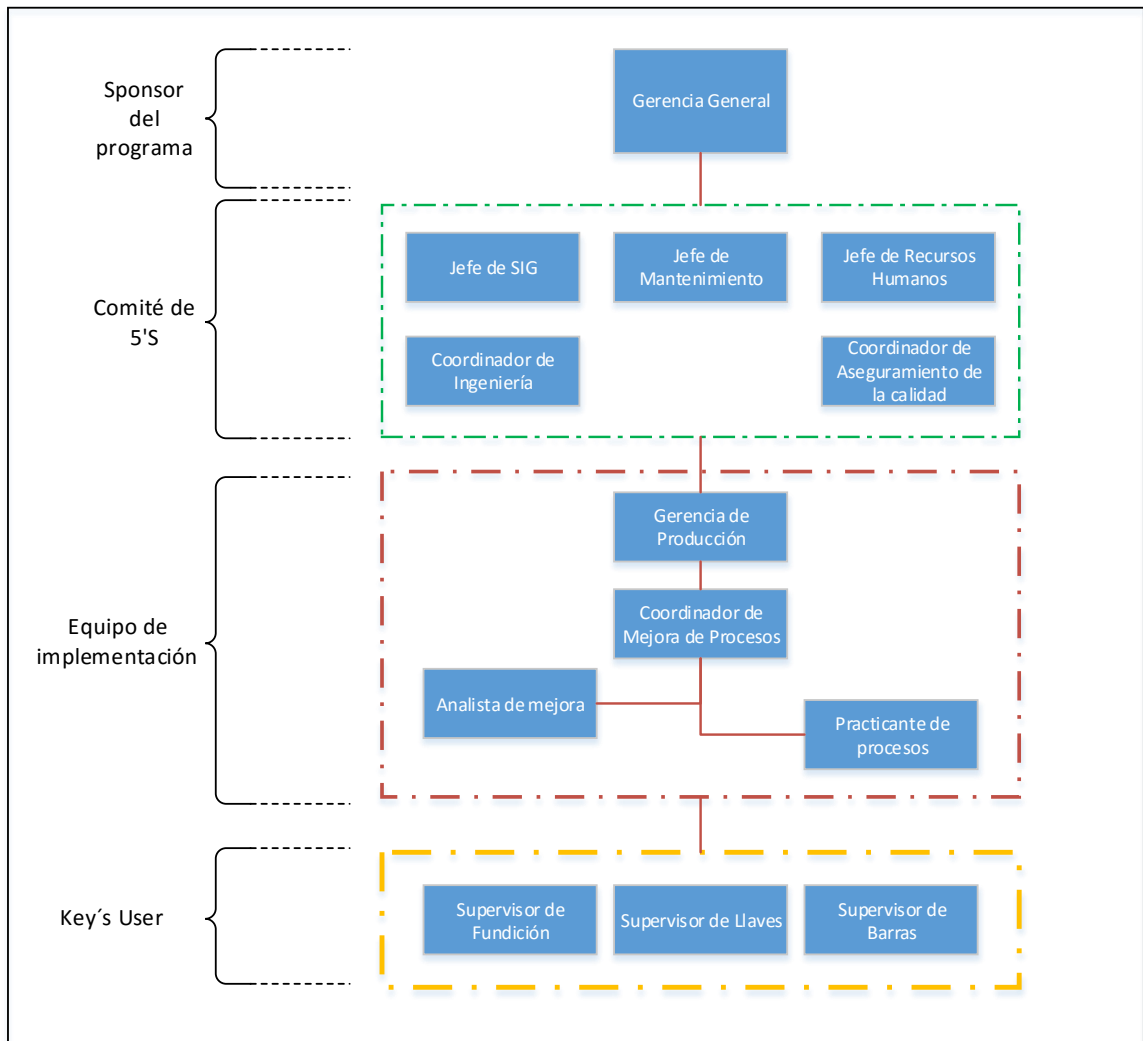 Sponsor
del
programa
Gerencia General
Comité de
5'S
Jefe de SIG
Jefe de
Mantenimiento
Jefe de Recursos
Humanos
Coordinador de
Ingeniería
Coordinador de
Aseguramiento de
la calidad
Equipo de
implementación
Gerencia de
Producción
Coordinador de
Mejora de Procesos
Analista de mejora
Practicante de
procesos
Key´s User
Supervisor de
Fundición
Supervisor de Llaves
Supervisor de
Barras